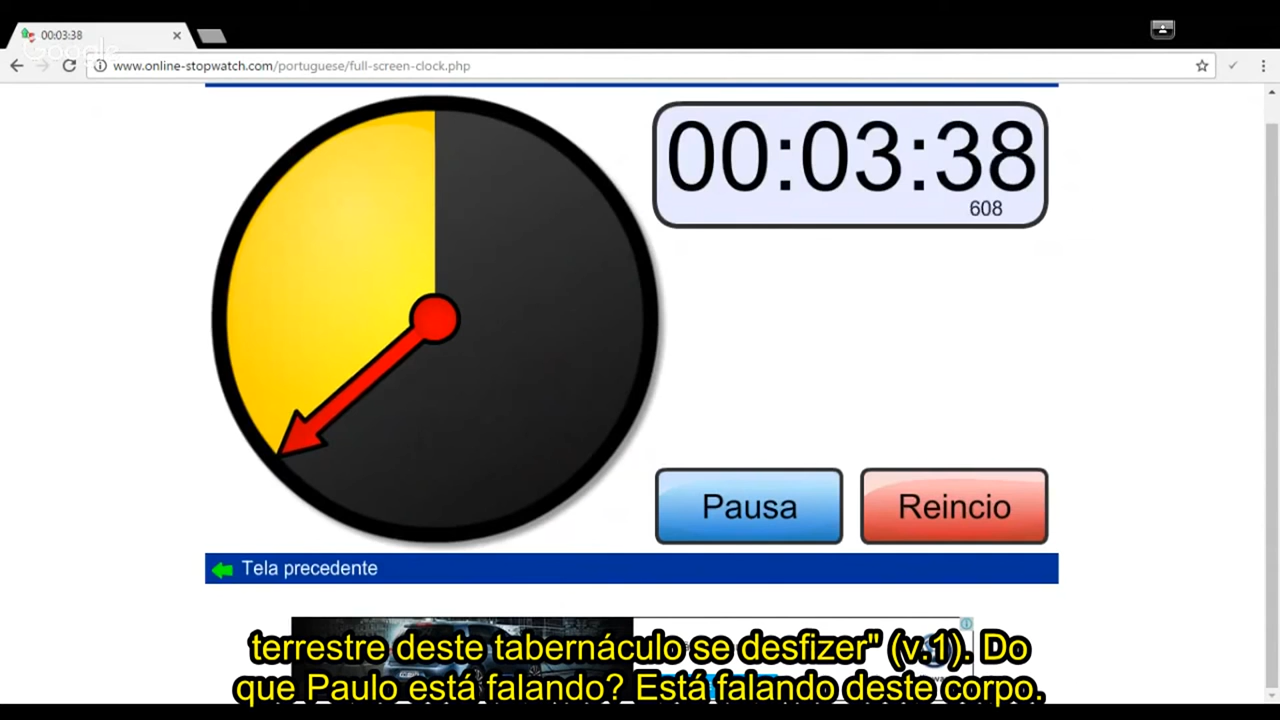 00:03:38
Google
www.online-stopwatch.com/portuguese/full-screen-clock.php
00:03:38
608
Pausa
Reincio
Tela precedente
terrestre deste tabernáculo se desfizer" (v.1). Do
que Paulo está falando? Está falando deste corpo.